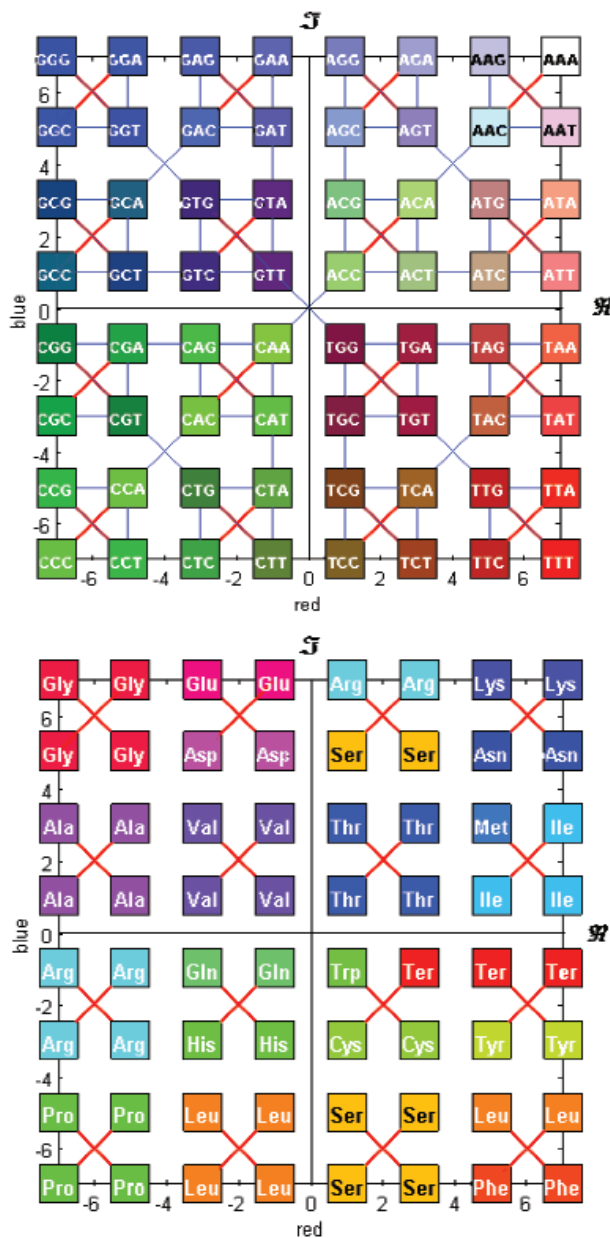 ℑ
GGG GGA GAG GAA AGG AGA AAG AAA
6
GGC GGT GAC GAT AGC AGT AAC AAT
4
GCG GCA GTG GTA ACG ACA ATG ATA
2
GCC GCT GTC GTT ACC ACT ATC ATT
blue 0 ℜ
CGG CGA CAG CAA TGG TGA TAG TAA
-2
CGC CGT CAC CAT TGC TGT TAC TAT
-4
CCG CCA CTG CTA TCG TCA TTG TTA
-6
CCC CCT CTC CTT TCC TCT TTC TTT
-6 -4 -2 0 2 4 6
red
ℑ
Gly Gly Glu Glu Arg Arg Lys Lys
6
Gly Gly Asp Asp Ser Ser Asn Asn
4
Ala Ala Val Val Thr Thr Met Ile
2
Ala Ala Val Val Thr Thr Ile Ile
blue 0 ℜ
Arg Arg Gln Gln Trp Ter Ter Ter
-2
Arg Arg His His Cys Cys Tyr Tyr
-4
Pro Pro Leu Leu Ser Ser Leu Leu
-6
Pro Pro Leu Leu Ser Ser Phe Phe
-6 -4 -2 0 2 4 6
red